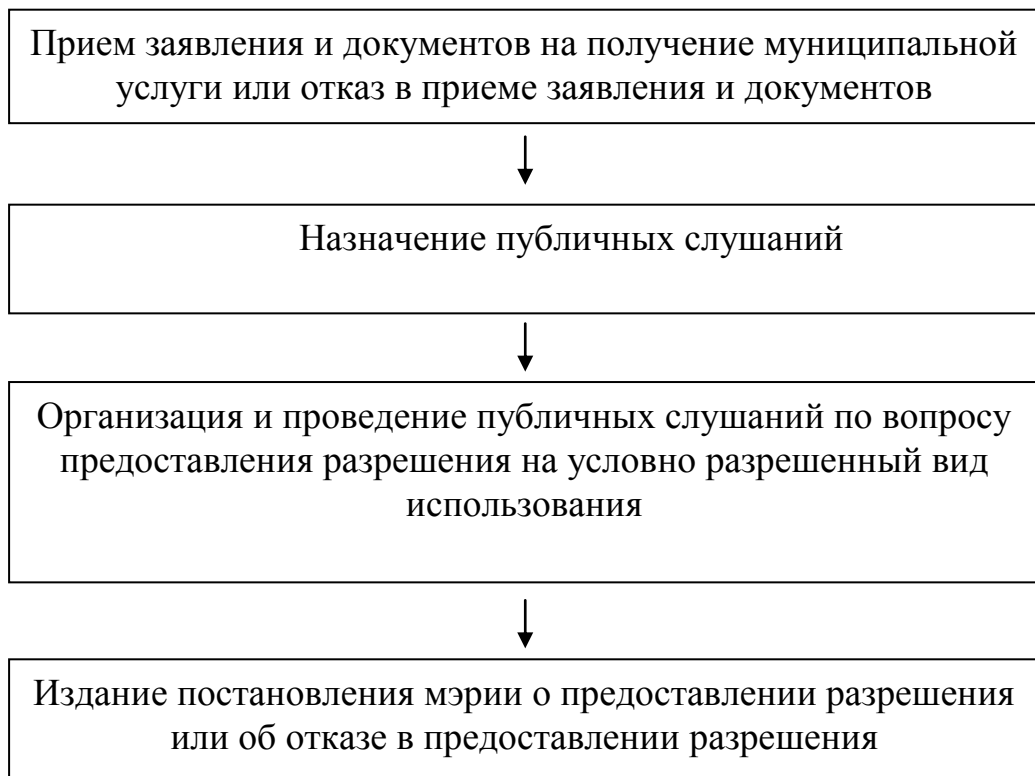 Прием заявления и документов на получение муниципальной
услуги или отказ в приеме заявления и документов
Назначение публичных слушаний
Организация и проведение публичных слушаний по вопросу
предоставления разрешения на условно разрешенный вид
использования
Издание постановления мэрии о предоставлении разрешения
или об отказе в предоставлении разрешения